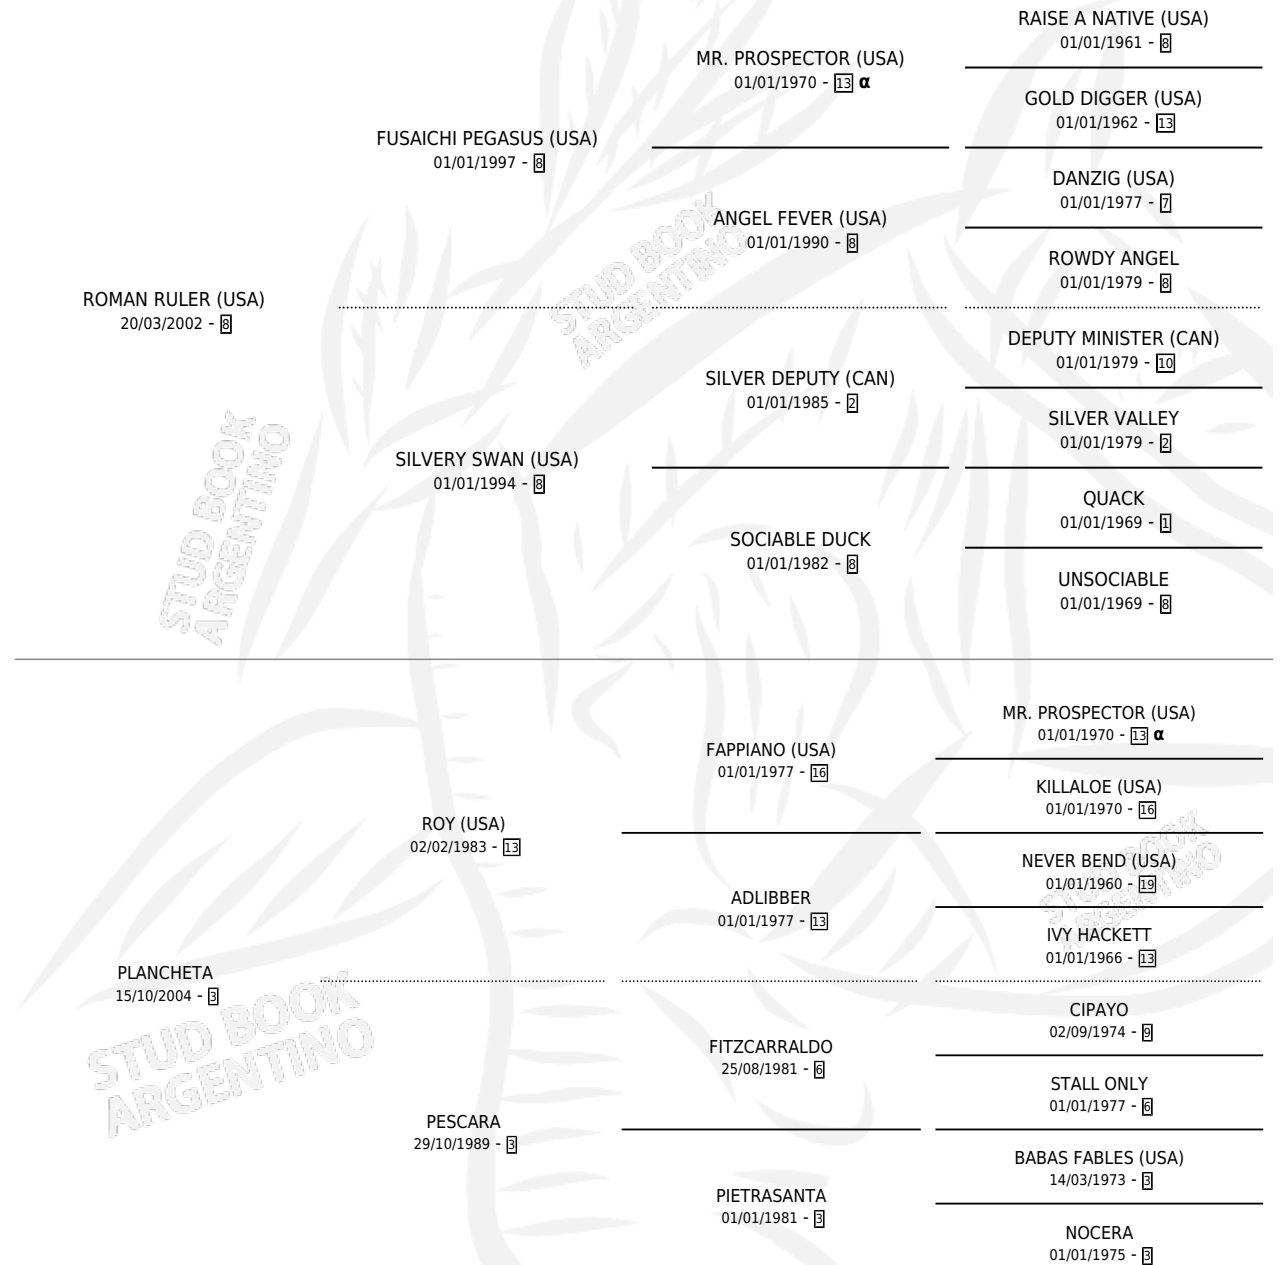 RAISE A NATIVE (USA)
01/01/1961 - 8
MR. PROSPECTOR (USA)
01/01/1970 - 13 α
GOLD DIGGER (USA)
01/01/1962 - 13
FUSAICHI PEGASUS (USA)
01/01/1997 - 8
DANZIG (USA)
01/01/1977 - 7
ANGEL FEVER (USA)
01/01/1990 - 8
ROWDY ANGEL
01/01/1979 - 8
STUD BOOK
ARGENTINO
ROMAN RULER (USA)
20/03/2002 - 8
DEPUTY MINISTER (CAN)
01/01/1979 - 10
SILVER DEPUTY (CAN)
01/01/1985 - 2
SILVER VALLEY
01/01/1979 - 2
SILVERY SWAN (USA)
01/01/1994 - 8
QUACK
01/01/1969 - 1
SOCIABLE DUCK
01/01/1982 - 8
UNSOCIABLE
01/01/1969 - 8
STUD BOOK
ARGENTINO
MR. PROSPECTOR (USA)
01/01/1970 - 13 α
FAPPIANO (USA)
01/01/1977 - 16
KILLALOE (USA)
01/01/1970 - 16
ROY (USA)
02/02/1983 - 13
NEVER BEND (USA)
01/01/1960 - 19
ADLIBBER
01/01/1977 - 13
IVY HACKETT
01/01/1966 - 13
STUD BOOK
ARGENTINO
PLANCHETA
15/10/2004 - 3
CIPAYO
02/09/1974 - 9
FITZCARRALDO
25/08/1981 - 6
STALL ONLY
01/01/1977 - 6
STUD BOOK
ARGENTINO
PESCARA
29/10/1989 - 3
BABAS FABLES (USA)
14/03/1973 - 3
PIETRASANTA
01/01/1981 - 3
NOCERA
01/01/1975 - 3